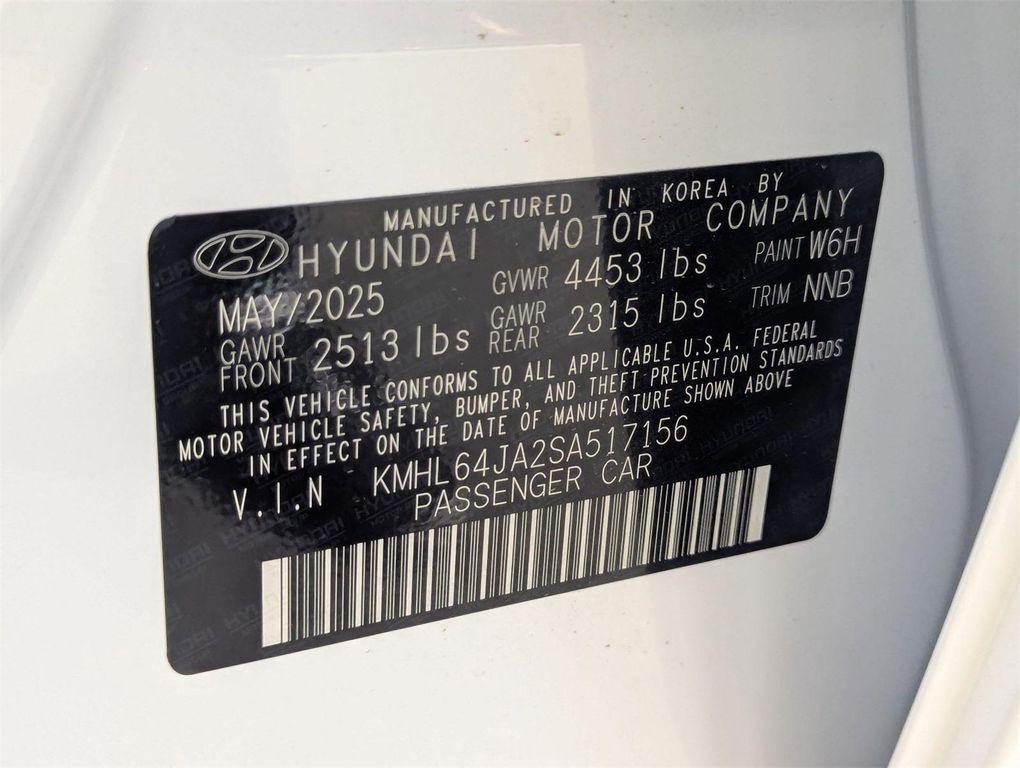 MANUFACTURED IN KOREA BY
HYUNDAI MOTOR COMPANY
MAY/2025 GVWR 4453 lbs PAINT W6H
GAWR FRONT 2513 lbs GAWR REAR 2315 lbs TRIM NNB
THIS VEHICLE CONFORMS TO ALL APPLICABLE U.S.A. FEDERAL
MOTOR VEHICLE SAFETY, BUMPER, AND THEFT PREVENTION STANDARDS
IN EFFECT ON THE DATE OF MANUFACTURE SHOWN ABOVE
V.I.N KMHL64JA2SA517156
PASSENGER CAR